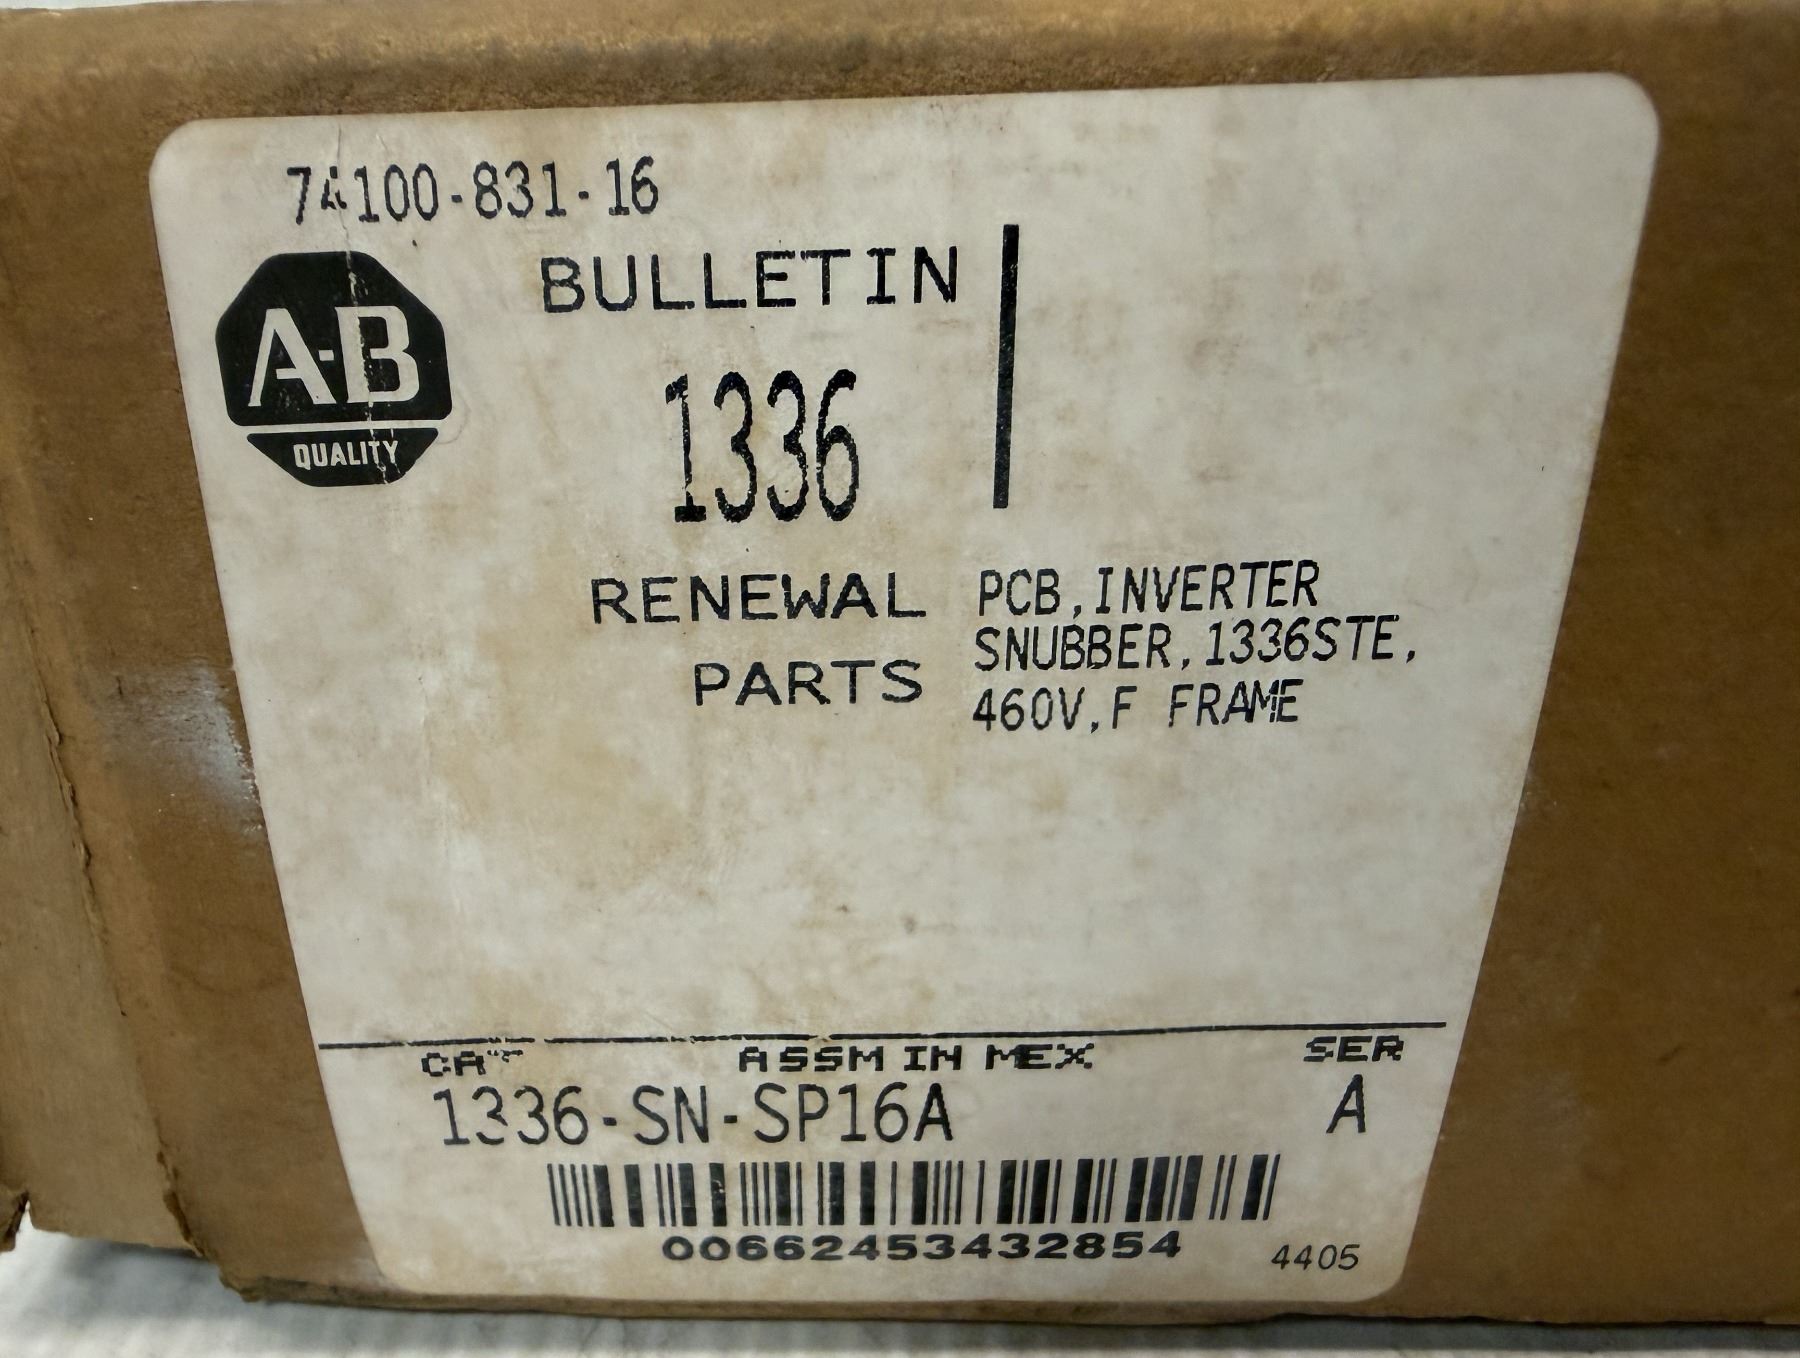 74100-831-16
A-B
QUALITY
BULLETIN
1336
RENEWAL
PARTS
PCB,INVERTER
SNUBBER,1336STE,
460V,F FRAME
CAT
ASSM IN MEX
SER
1336-SN-SP16A
A
00662453432854
4405